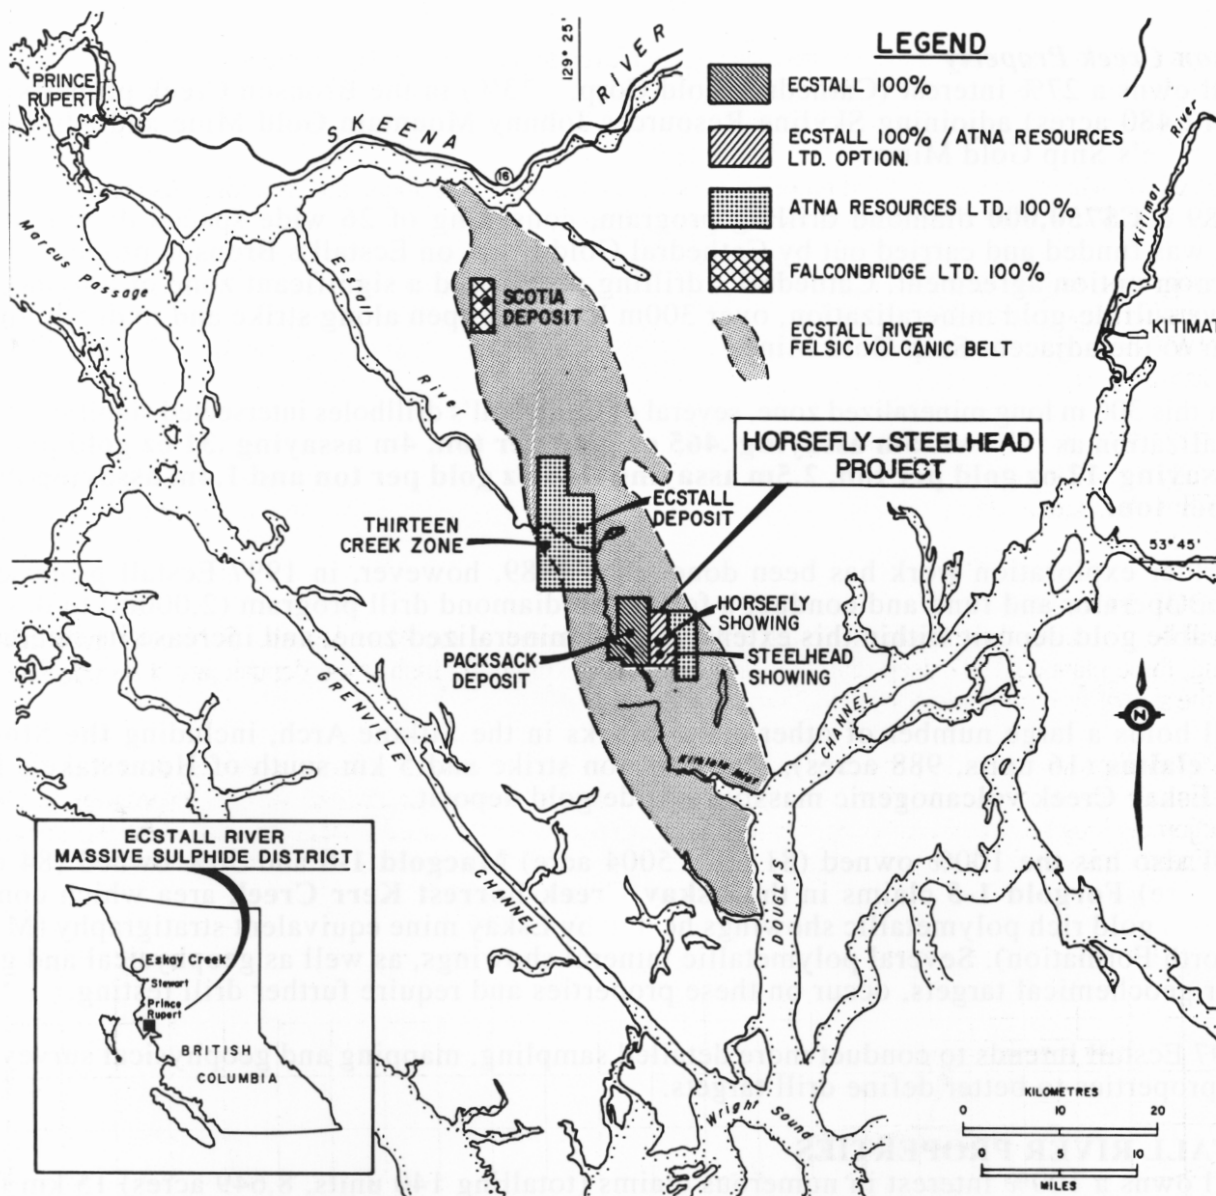 PRINCE
RUPERT
129° 25'
SKEENA RIVER
16
Marcus Passage
Ecstall River
SCOTIA
DEPOSIT
LEGEND
ECSTALL 100%
ECSTALL 100% / ATNA RESOURCES
LTD. OPTION.
ATNA RESOURCES LTD. 100%
FALCONBRIDGE LTD. 100%
ECSTALL RIVER
FELSIC VOLCANIC BELT
Kitimat River
KITIMAT
HORSEFLY-STEELHEAD
PROJECT
ECSTALL
DEPOSIT
THIRTEEN
CREEK ZONE
53° 45'
HORSEFLY
SHOWING
PACKSACK
DEPOSIT
STEELHEAD
SHOWING
GRENVILLE CHANNEL
DOUGLAS CHANNEL
N
ECSTALL RIVER
MASSIVE SULPHIDE DISTRICT
Eskay Creek
Stewart
Prince
Rupert
BRITISH
COLUMBIA
Wright Sound
KILOMETRES
0 10 20
0 5 10
MILES